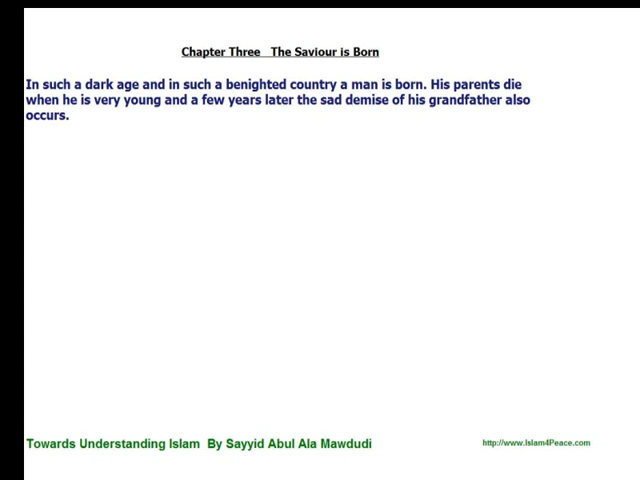 Chapter Three   The Saviour is Born
In such a dark age and in such a benighted country a man is born. His parents die
when he is very young and a few years later the sad demise of his grandfather also
occurs.
Towards Understanding Islam  By Sayyid Abul Ala Mawdudi
http://www.Islam4Peace.com